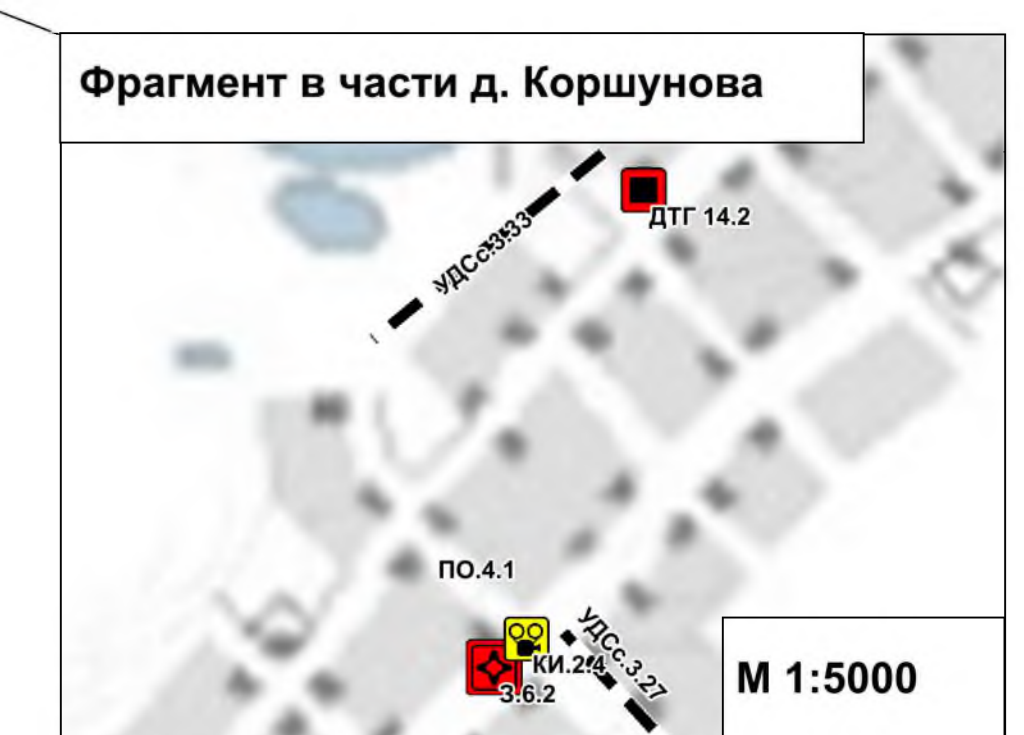 Фрагмент в части д. Коршунова
ДТГ 14.2
УДСс.3.33
ПО.4.1
УДСс.3.27
КИ.2.4
З.6.2
М 1:5000